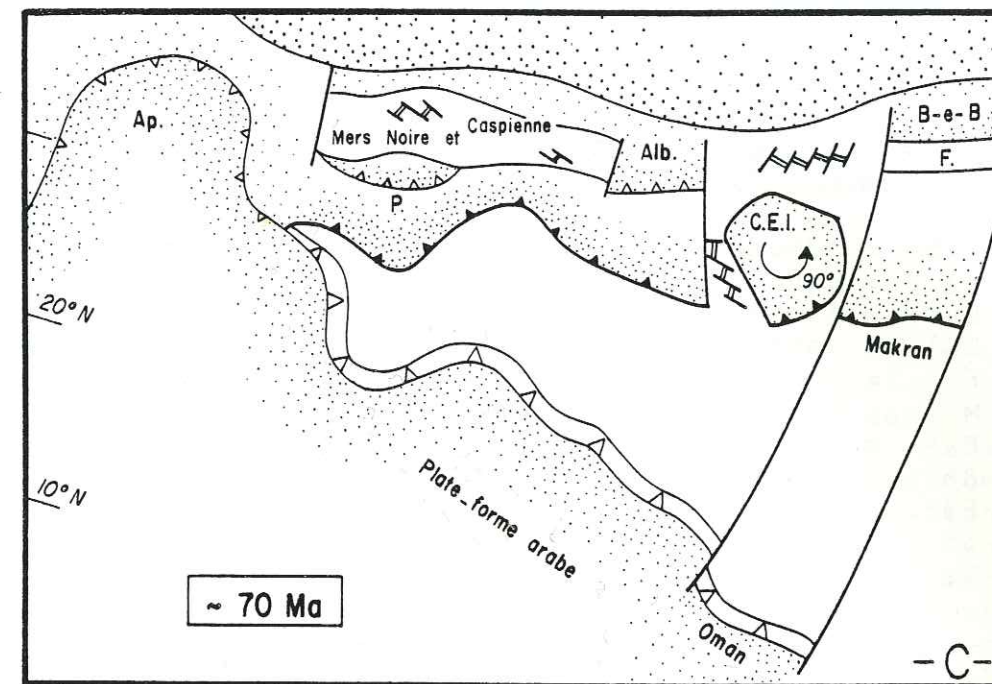 Ap.
Mers Noire et Caspienne
Alb.
B-e-B
F.
P
C.E.I.
90°
20° N
Makran
10° N
Plate_forme arabe
~ 70 Ma
Oman
-C-